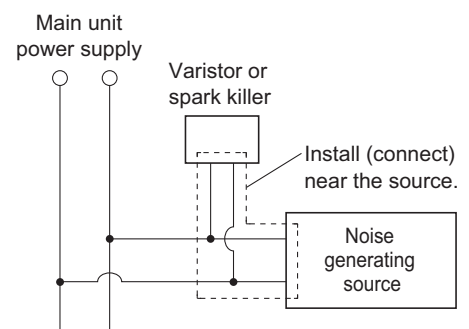 Main unit
power supply
Varistor or
spark killer
Install (connect)
near the source.
Noise
generating
source